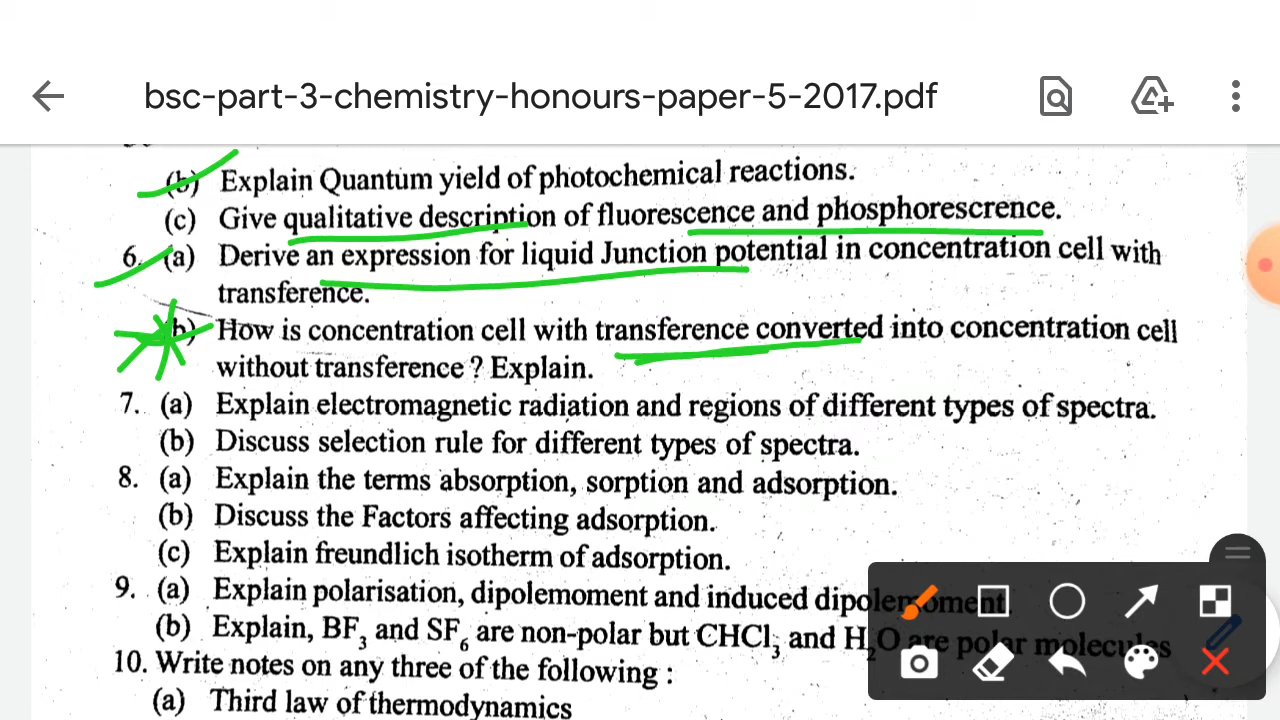 bsc-part-3-chemistry-honours-paper-5-2017.pdf
(b) Explain Quantum yield of photochemical reactions.
(c) Give qualitative description of fluorescence and phosphorescrence.
6. (a) Derive an expression for liquid Junction potential in concentration cell with
transference.
(b) How is concentration cell with transference converted into concentration cell
without transference ? Explain.
7. (a) Explain electromagnetic radiation and regions of different types of spectra.
(b) Discuss selection rule for different types of spectra.
8. (a) Explain the terms absorption, sorption and adsorption.
(b) Discuss the Factors affecting adsorption.
(c) Explain freundlich isotherm of adsorption.
9. (a) Explain polarisation, dipolemoment and induced dipolemoment.
(b) Explain, BF₃ and SF₆ are non-polar but CHCl₃ and H₂O are polar molecules
10. Write notes on any three of the following :
(a) Third law of thermodynamics